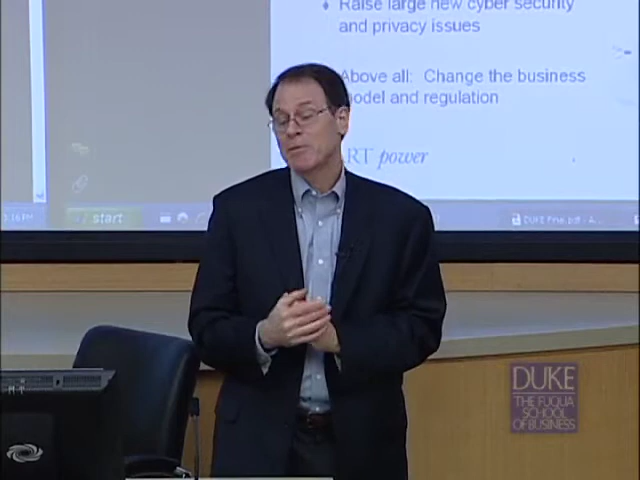 Raise large new cyber security
and privacy issues
Above all: Change the business
model and regulation
ART power
start
DUKE
THE FUQUA
SCHOOL
OF BUSINESS